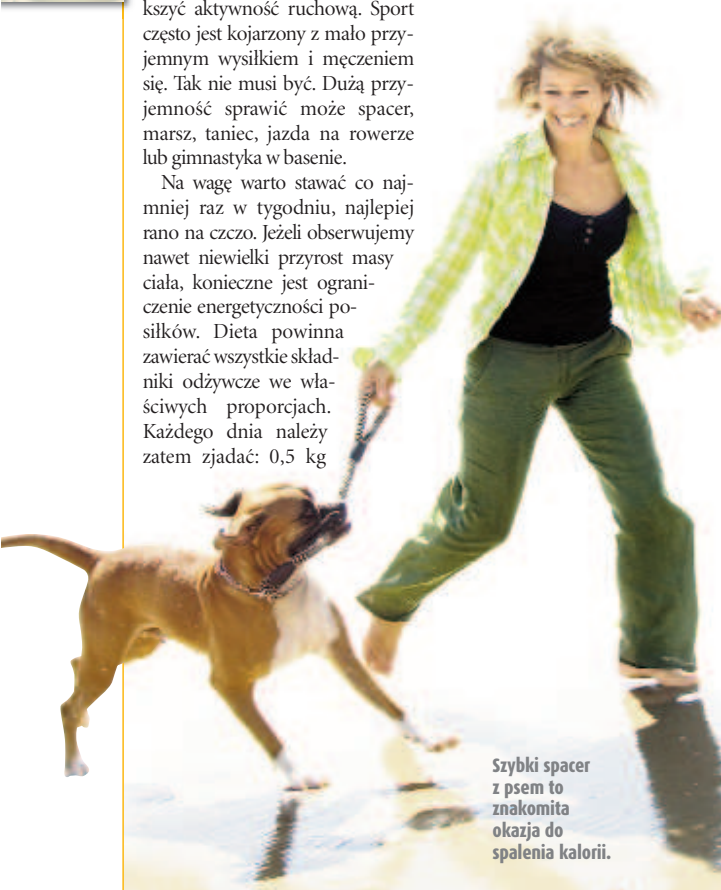 kszyć aktywność ruchową. Sport
często jest kojarzony z mało przy-
jemnym wysiłkiem i męczeniem
się. Tak nie musi być. Dużą przy-
jemność sprawić może spacer,
marsz, taniec, jazda na rowerze
lub gimnastyka w basenie.
Na wagę warto stawać co naj-
mniej raz w tygodniu, najlepiej
rano na czczo. Jeżeli obserwujemy
nawet niewielki przyrost masy
ciała, konieczne jest ograni-
czenie energetyczności po-
siłków. Dieta powinna
zawierać wszystkie skład-
niki odżywcze we wła-
ściwych proporcjach.
Każdego dnia należy
zatem zjadać: 0,5 kg
Szybki spacer
z psem to
znakomita
okazja do
spalenia kalorii.